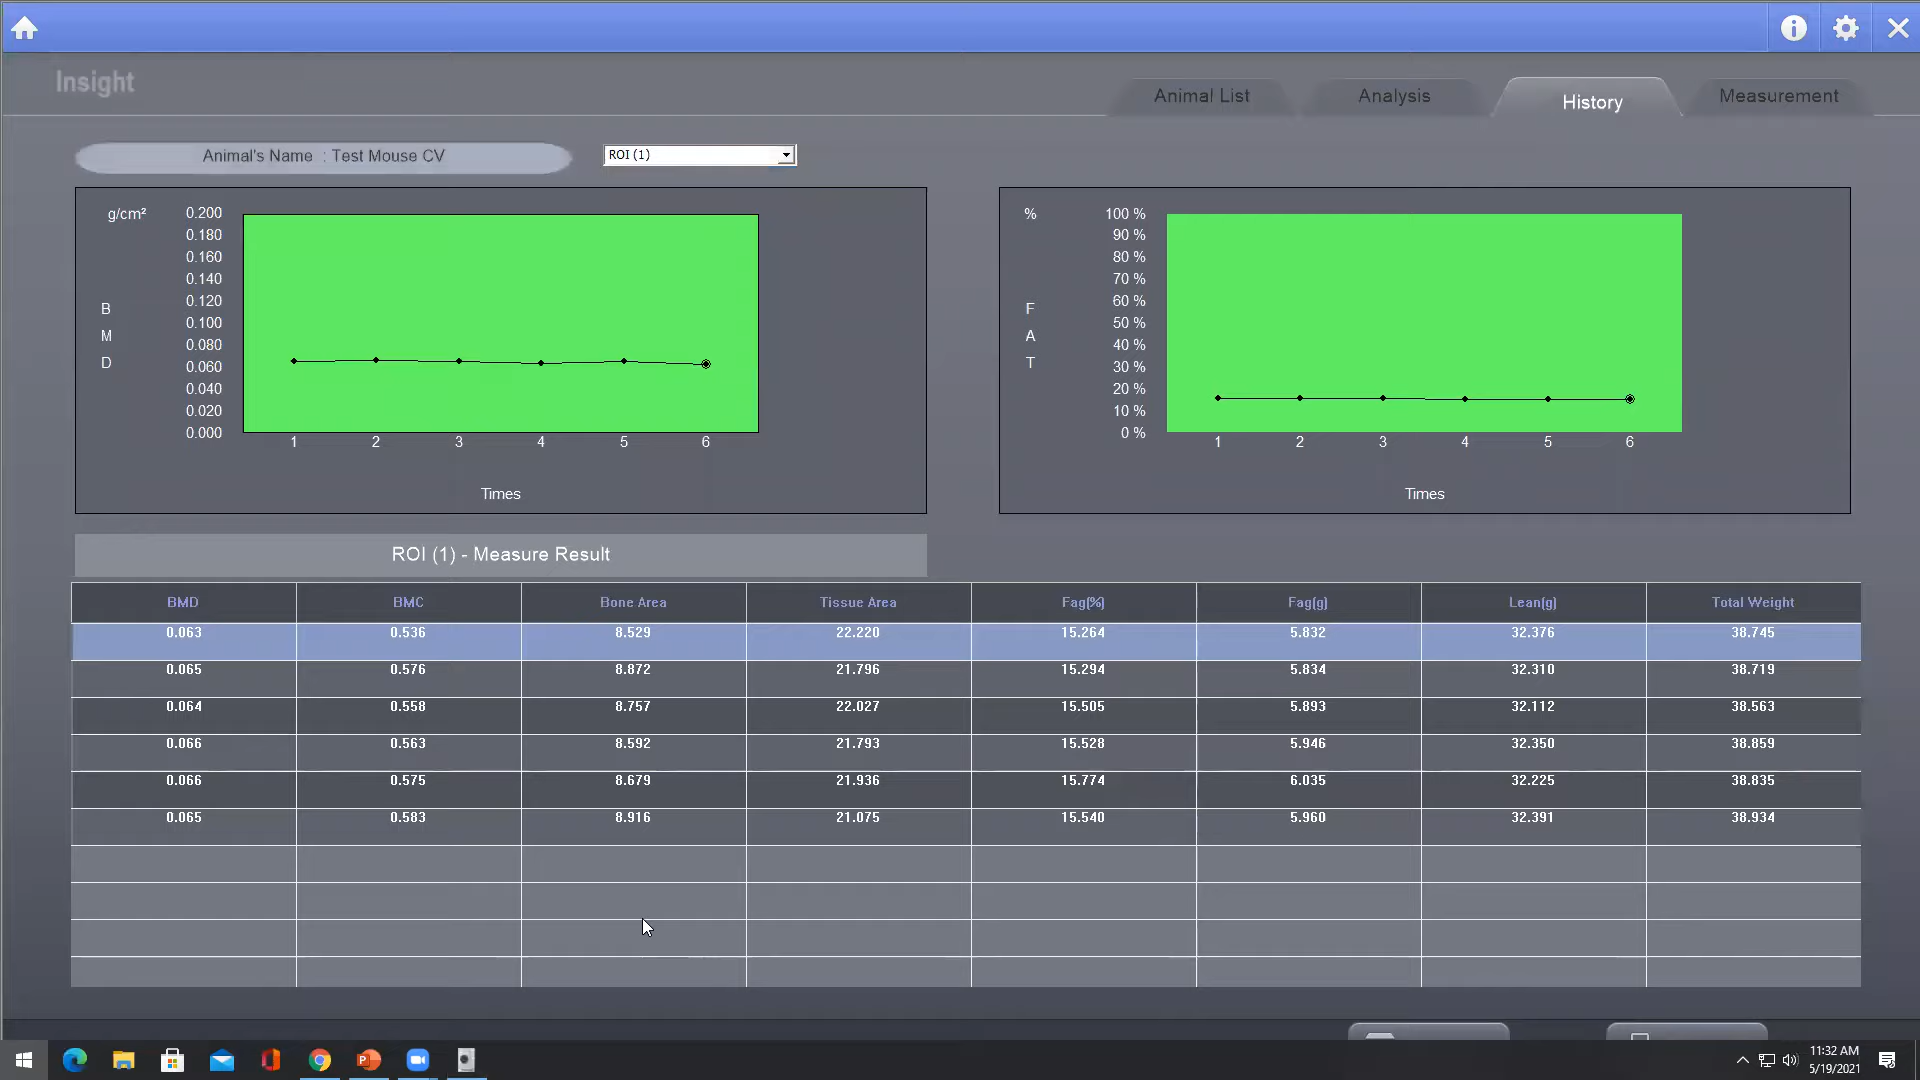 Insight
Animal List
Analysis
History
Measurement
Animal's Name : Test Mouse CV
ROI (1)
g/cm²
0.200
0.180
0.160
0.140
0.120
0.100
0.080
0.060
0.040
0.020
0.000
B
M
D
1 2 3 4 5 6
Times
%
100 %
90 %
80 %
70 %
60 %
50 %
40 %
30 %
20 %
10 %
0 %
F
A
T
1 2 3 4 5 6
Times
ROI (1) - Measure Result
BMD BMC Bone Area Tissue Area Fag(%) Fag(g) Lean(g) Total Weight
0.063 0.536 8.529 22.220 15.264 5.832 32.376 38.745
0.065 0.576 8.872 21.796 15.294 5.834 32.310 38.719
0.064 0.558 8.757 22.027 15.505 5.893 32.112 38.563
0.066 0.563 8.592 21.793 15.528 5.946 32.350 38.859
0.066 0.575 8.679 21.936 15.774 6.035 32.225 38.835
0.065 0.583 8.916 21.075 15.540 5.960 32.391 38.934
11:32 AM
5/19/2021